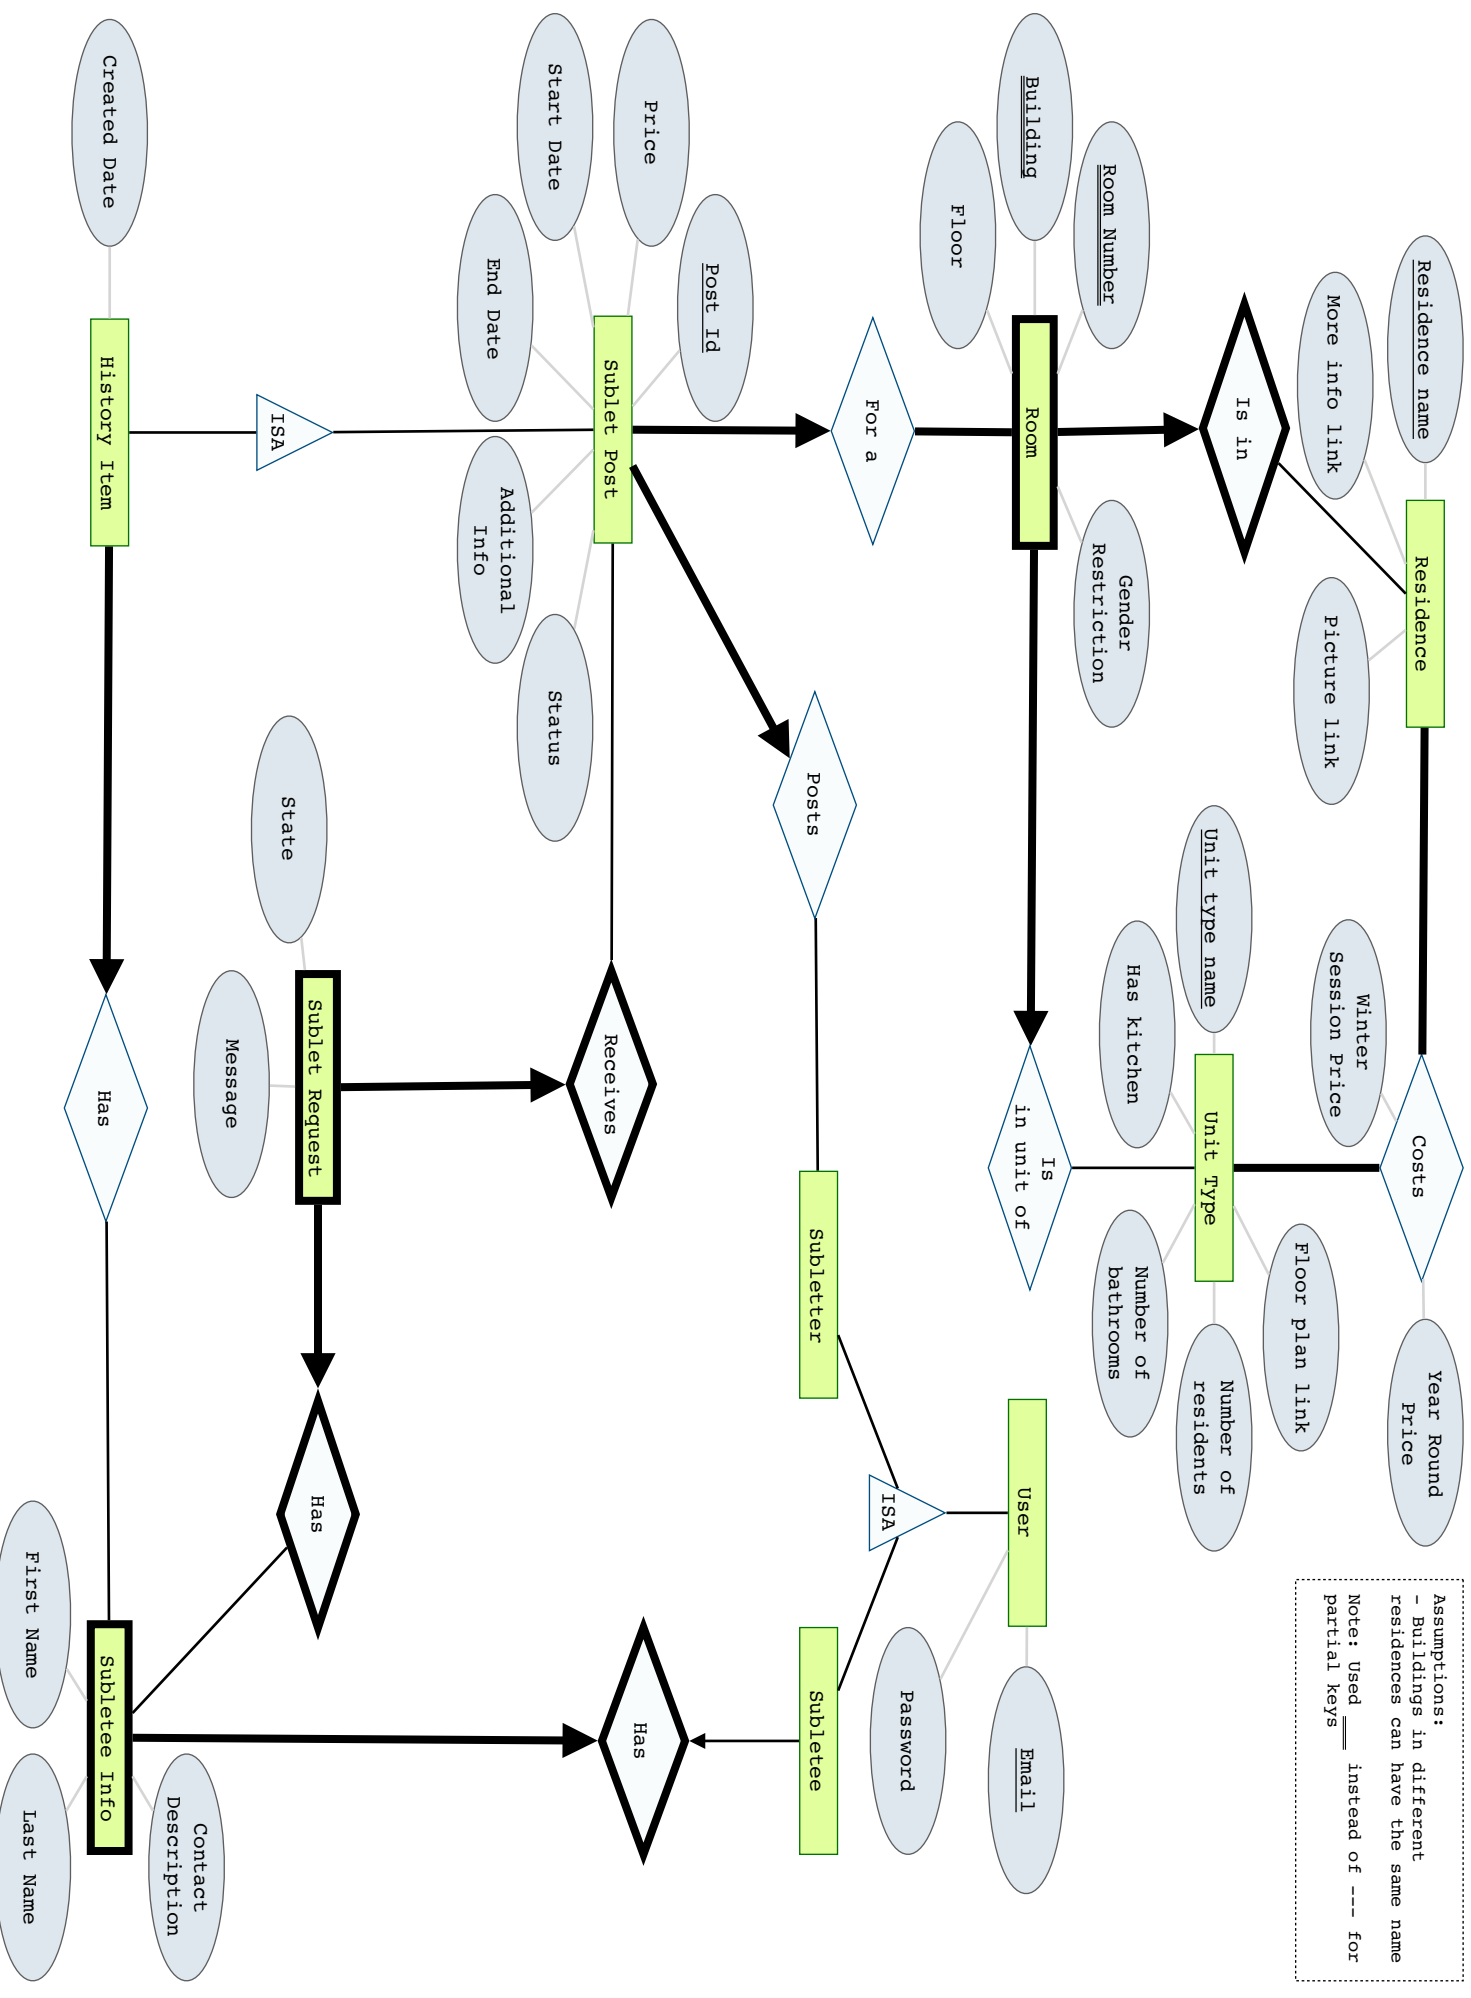 Residence name
More info link
Picture link
Residence
Is in
Winter
Session Price
Costs
Year Round
Price
Building
Room Number
Floor
Room
Gender
Restriction
Unit type name
Has kitchen
Unit Type
Is
in unit of
Number of
bathrooms
Floor plan link
Number of
residents
Assumptions:
- Buildings in different
residences can have the same name
Note: Used ___ instead of --- for
partial keys
For a
Posts
Subletter
ISA
User
Email
Password
Subletee
Price
Start Date
Post Id
End Date
Sublet Post
Additional
Info
Status
Receives
Has
State
Message
Sublet Request
Has
Created Date
History Item
ISA
Has
First Name
Subletee Info
Last Name
Contact
Description